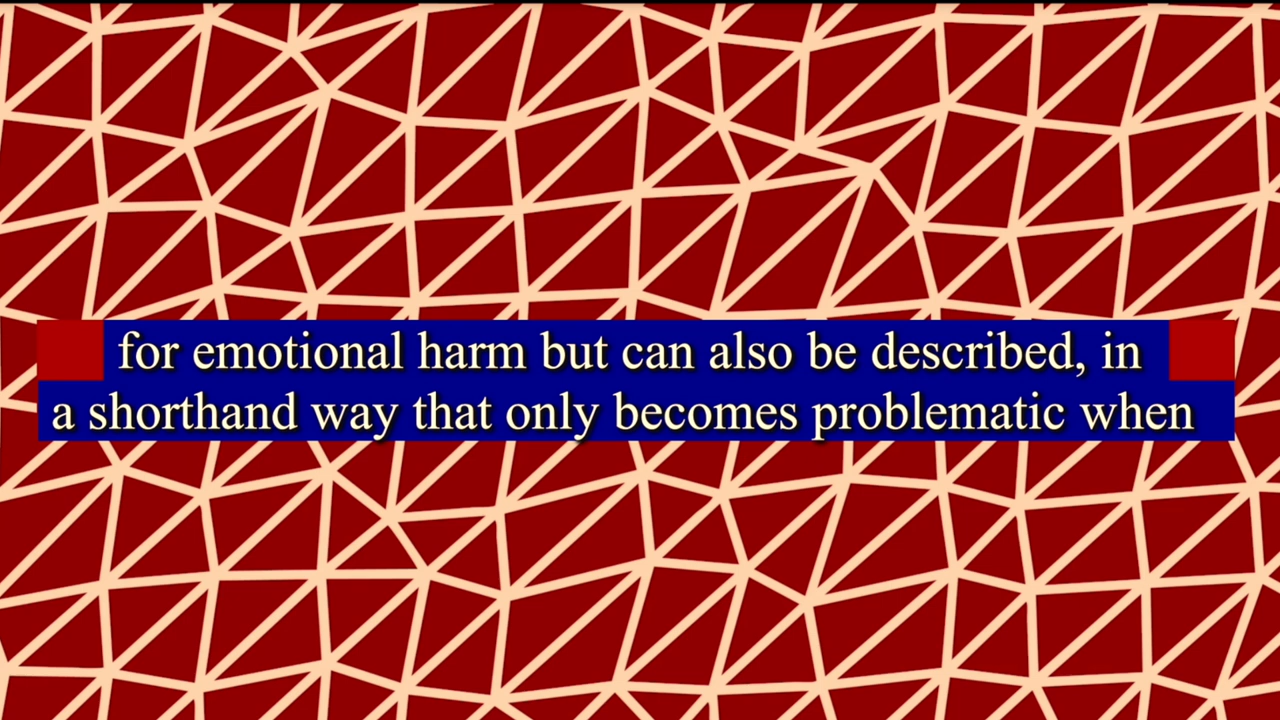 for emotional harm but can also be described, in
a shorthand way that only becomes problematic when